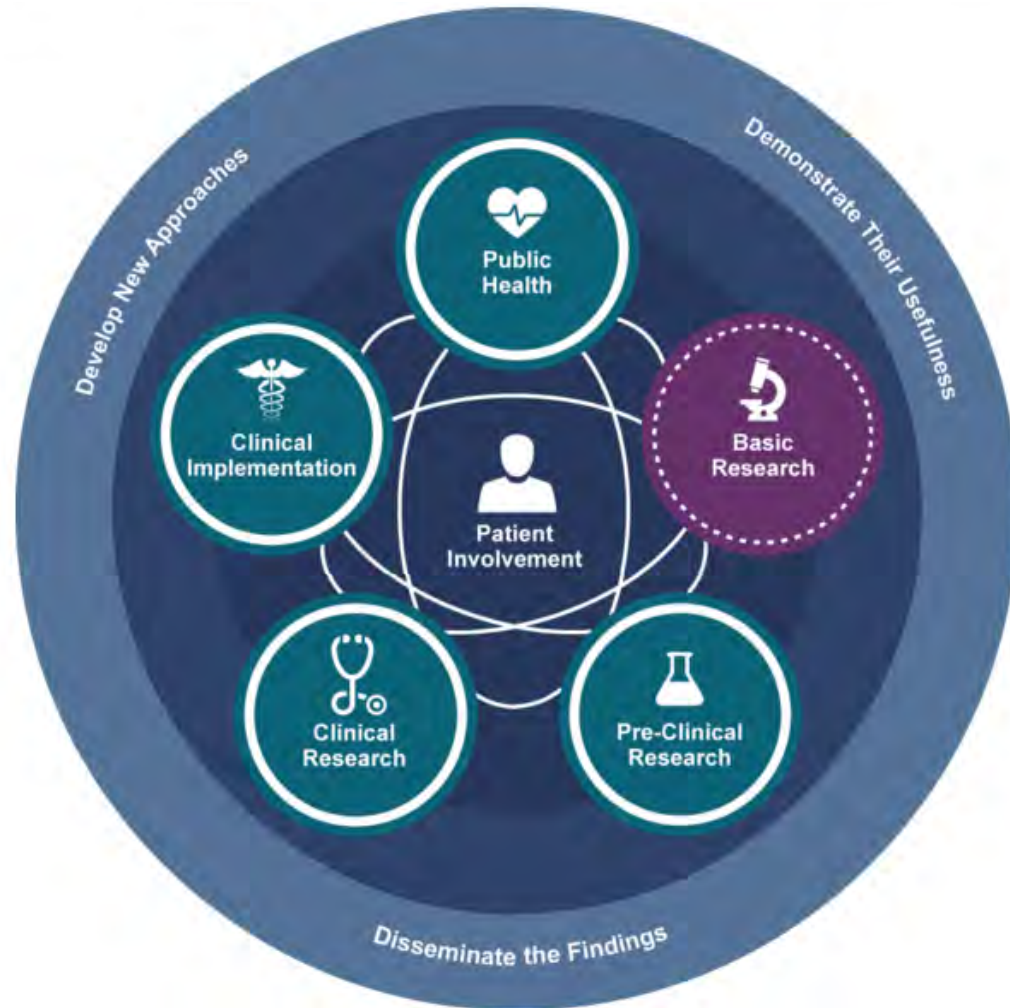 Develop New Approaches
Demonstrate Their Usefulness
Public
Health
Clinical
Implementation
Basic
Research
Patient
Involvement
Clinical
Research
Pre-Clinical
Research
Disseminate the Findings